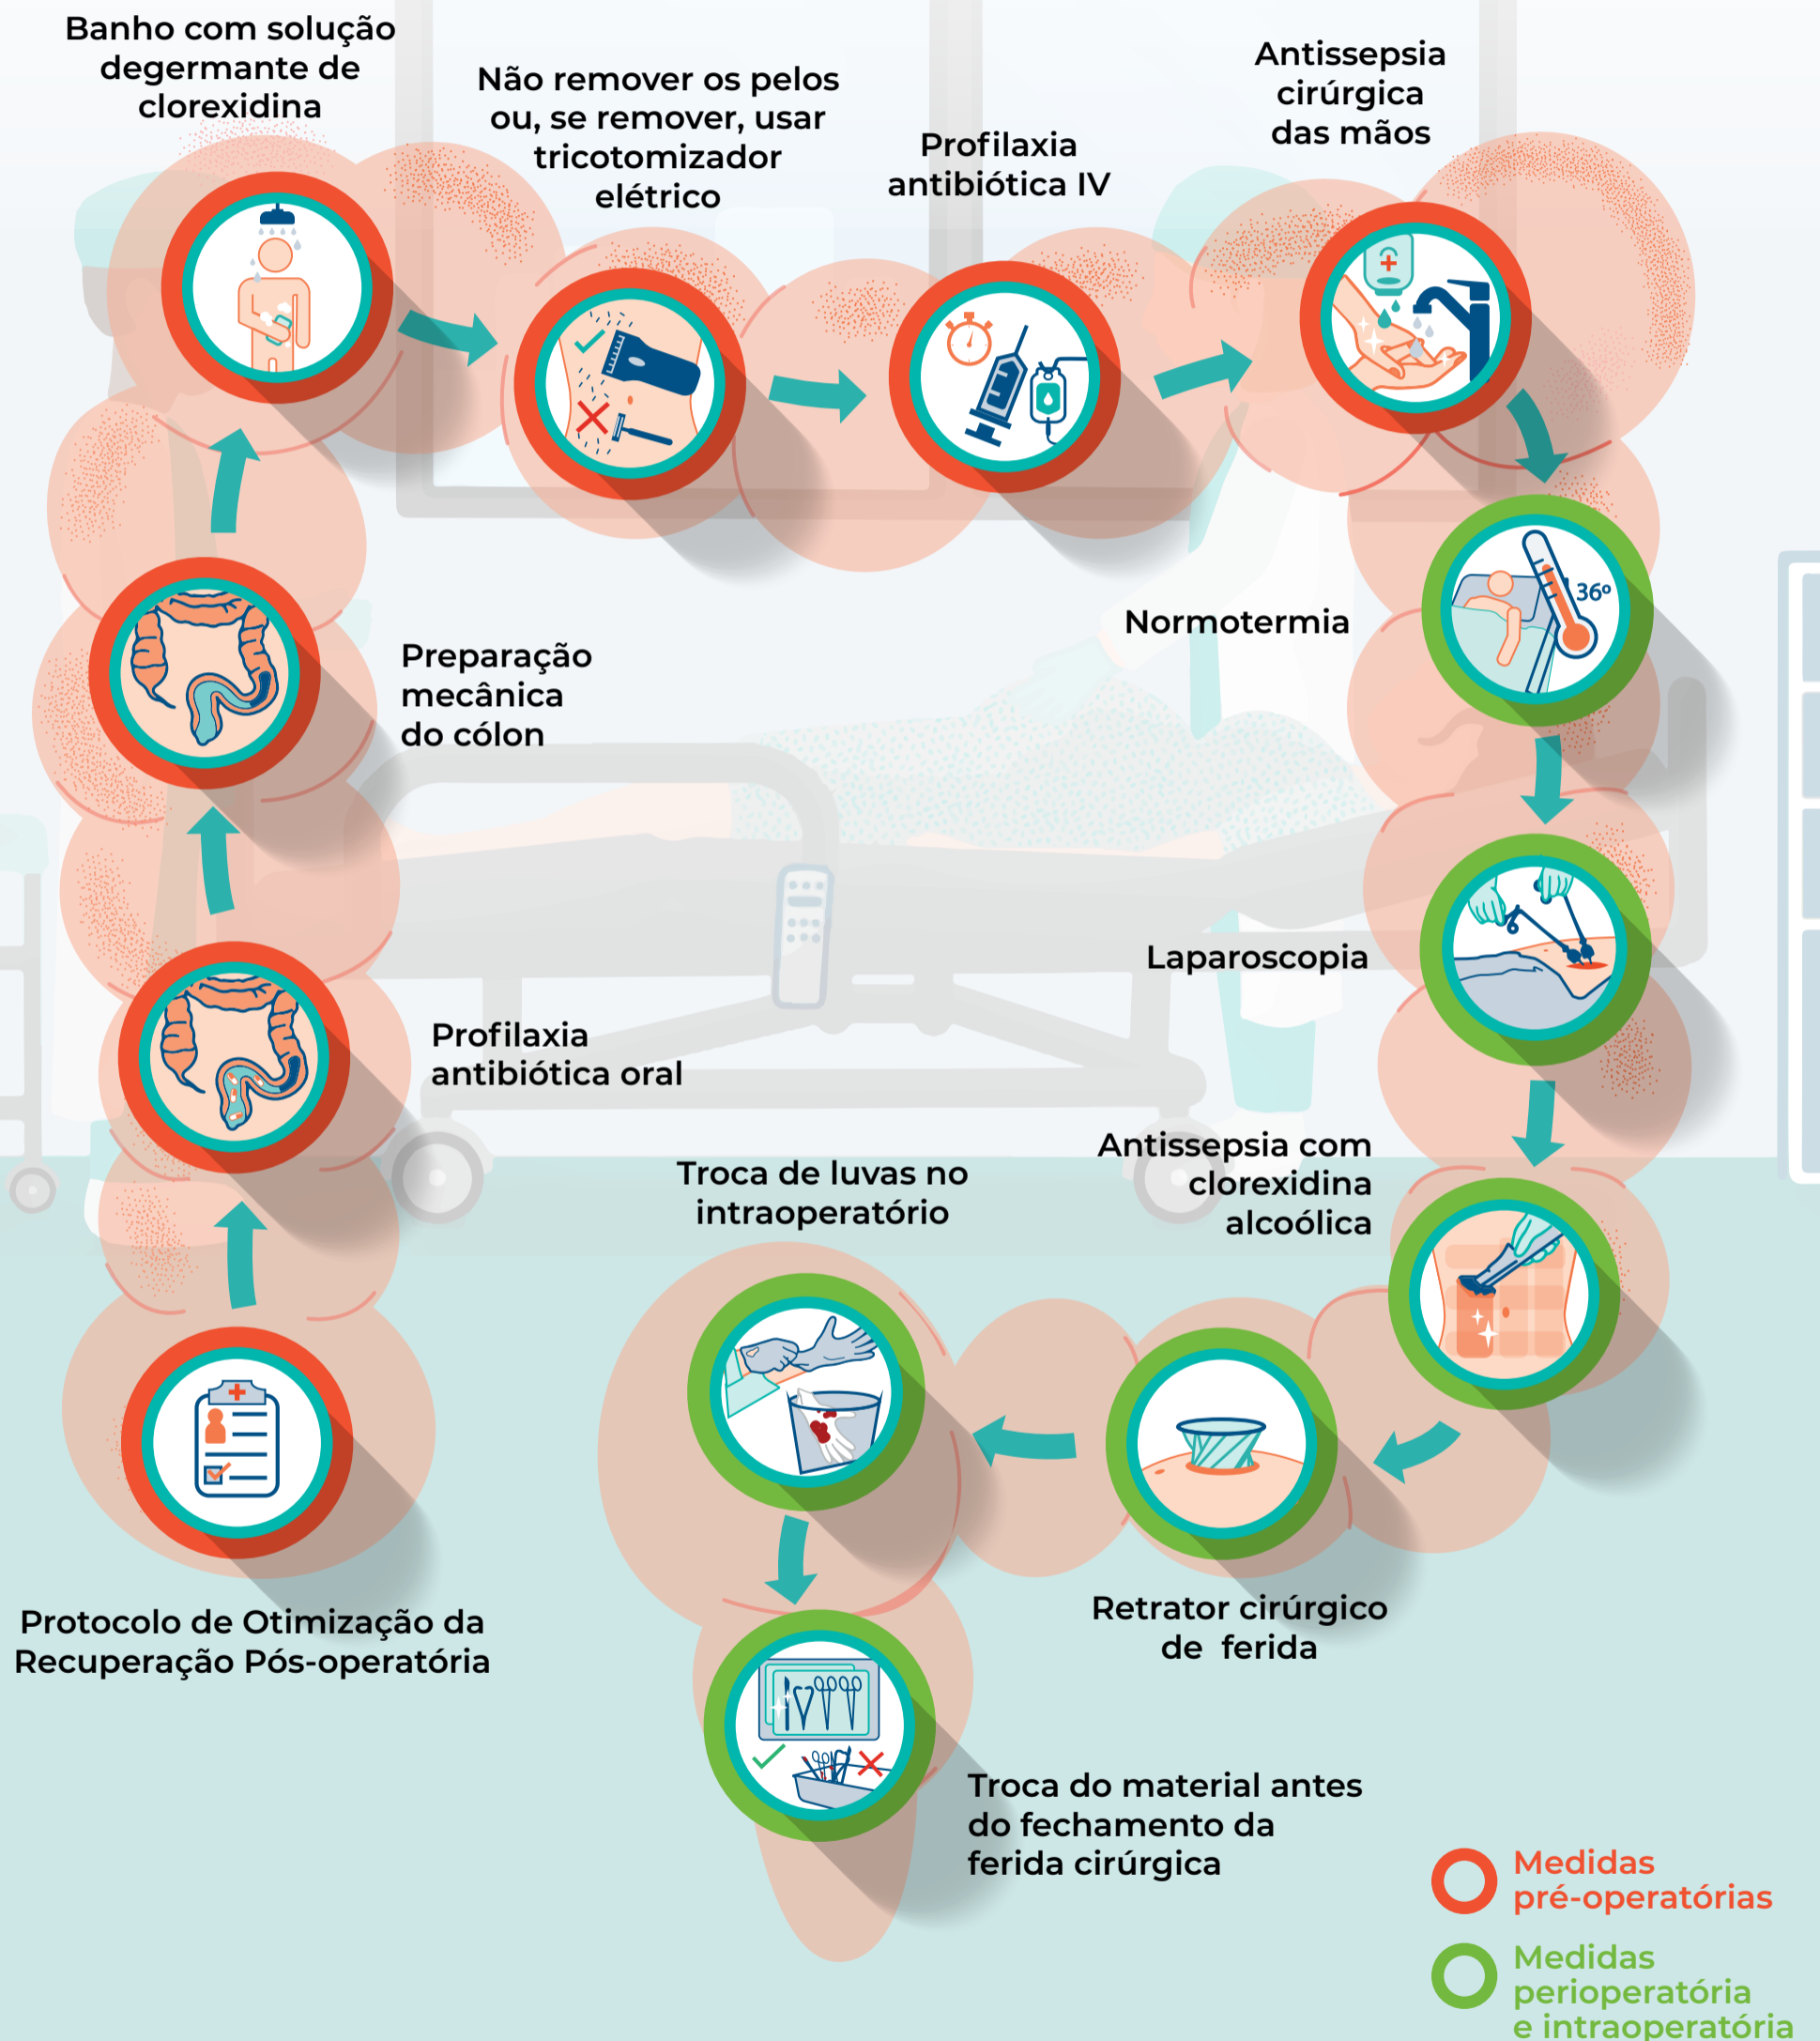 Banho com solução
degermante de
clorexidina
Não remover os pelos
ou, se remover, usar
tricotomizador
elétrico
Profilaxia
antibiótica IV
Antissepsia
cirúrgica
das mãos
36º
Normotermia
Preparação
mecânica
do cólon
Laparoscopia
Profilaxia
antibiótica oral
Antissepsia com
clorexidina
alcoólica
Troca de luvas no
intraoperatório
Retrator cirúrgico
de ferida
Protocolo de Otimização da
Recuperação Pós-operatória
Troca do material antes
do fechamento da
ferida cirúrgica
Medidas
pré-operatórias
Medidas
perioperatória
e intraoperatória